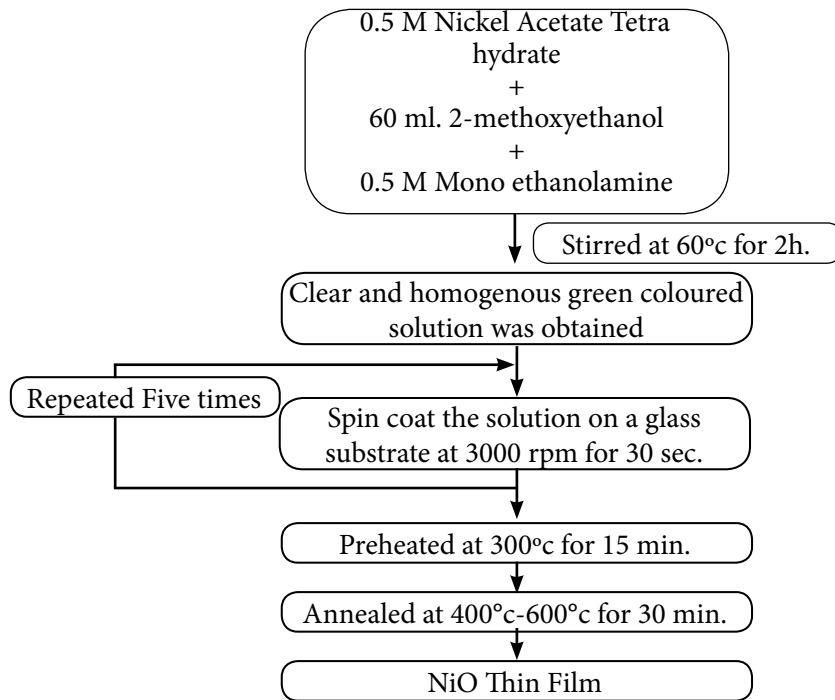 0.5 M Nickel Acetate Tetra
hydrate
+
60 ml. 2-methoxyethanol
+
0.5 M Mono ethanolamine
Stirred at 60ºc for 2h.
Clear and homogenous green coloured
solution was obtained
Repeated Five times
Spin coat the solution on a glass
substrate at 3000 rpm for 30 sec.
Preheated at 300ºc for 15 min.
Annealed at 400°c-600°c for 30 min.
NiO Thin Film